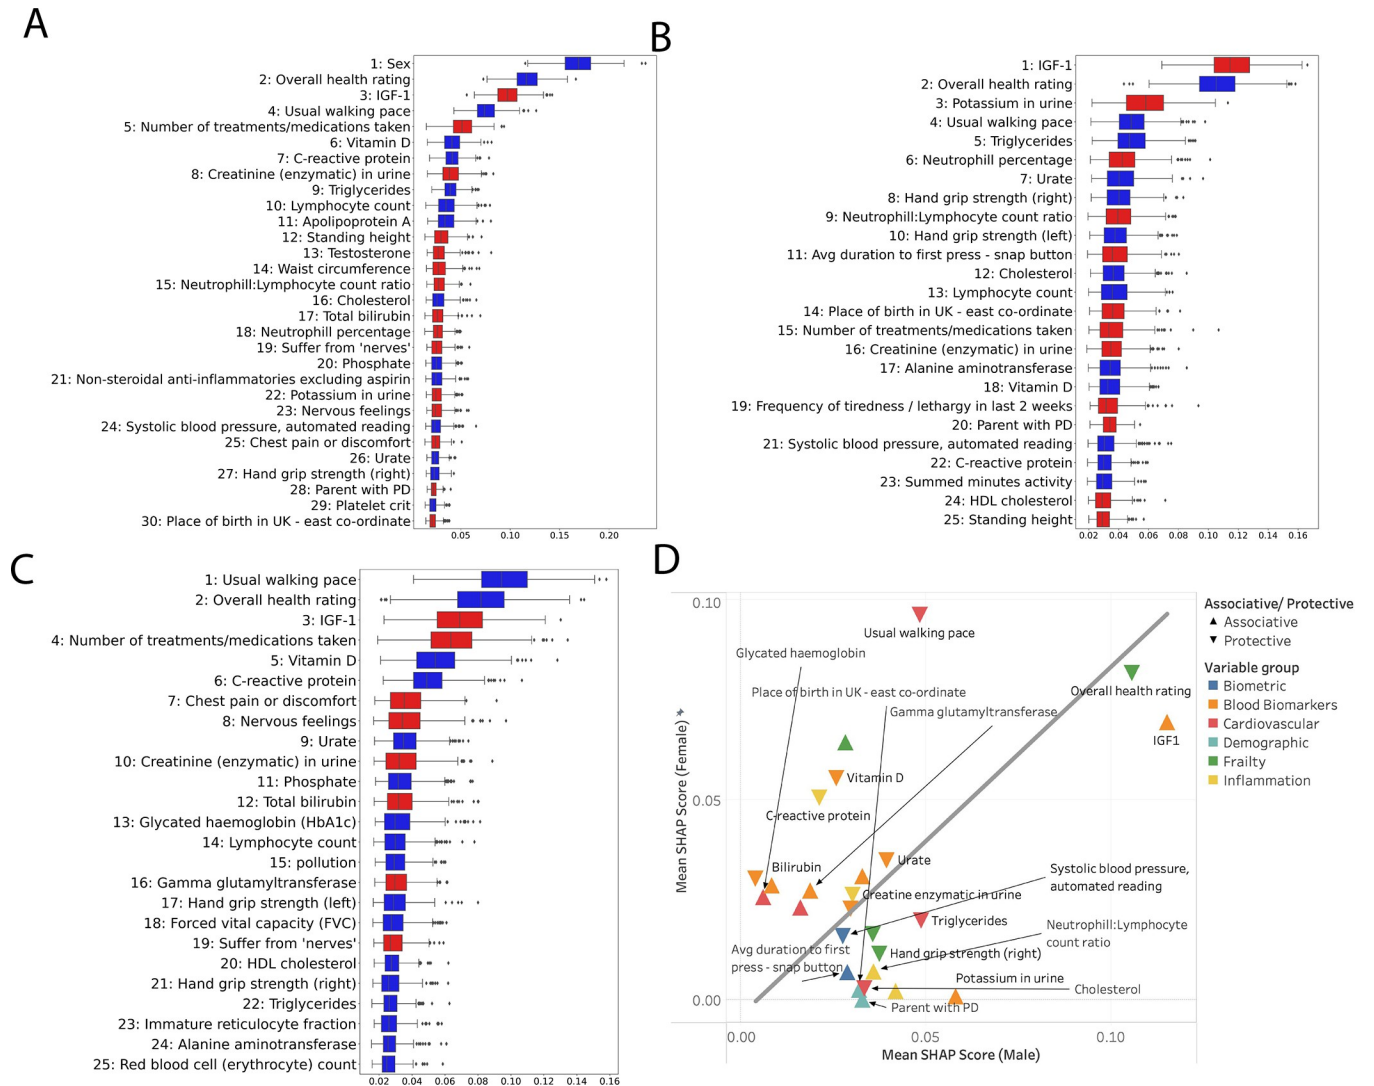 A
1: Sex
2: Overall health rating
3: IGF-1
4: Usual walking pace
5: Number of treatments/medications taken
6: Vitamin D
7: C-reactive protein
8: Creatinine (enzymatic) in urine
9: Triglycerides
10: Lymphocyte count
11: Apolipoprotein A
12: Standing height
13: Testosterone
14: Waist circumference
15: Neutrophill:Lymphocyte count ratio
16: Cholesterol
17: Total bilirubin
18: Neutrophill percentage
19: Suffer from 'nerves'
20: Phosphate
21: Non-steroidal anti-inflammatories excluding aspirin
22: Potassium in urine
23: Nervous feelings
24: Systolic blood pressure, automated reading
25: Chest pain or discomfort
26: Urate
27: Hand grip strength (right)
28: Parent with PD
29: Platelet crit
30: Place of birth in UK - east co-ordinate
0.05 0.10 0.15 0.20
B
1: IGF-1
2: Overall health rating
3: Potassium in urine
4: Usual walking pace
5: Triglycerides
6: Neutrophill percentage
7: Urate
8: Hand grip strength (right)
9: Neutrophill:Lymphocyte count ratio
10: Hand grip strength (left)
11: Avg duration to first press - snap button
12: Cholesterol
13: Lymphocyte count
14: Place of birth in UK - east co-ordinate
15: Number of treatments/medications taken
16: Creatinine (enzymatic) in urine
17: Alanine aminotransferase
18: Vitamin D
19: Frequency of tiredness / lethargy in last 2 weeks
20: Parent with PD
21: Systolic blood pressure, automated reading
22: C-reactive protein
23: Summed minutes activity
24: HDL cholesterol
25: Standing height
0.02 0.04 0.06 0.08 0.10 0.12 0.14 0.16
C
1: Usual walking pace
2: Overall health rating
3: IGF-1
4: Number of treatments/medications taken
5: Vitamin D
6: C-reactive protein
7: Chest pain or discomfort
8: Nervous feelings
9: Urate
10: Creatinine (enzymatic) in urine
11: Phosphate
12: Total bilirubin
13: Glycated haemoglobin (HbA1c)
14: Lymphocyte count
15: pollution
16: Gamma glutamyltransferase
17: Hand grip strength (left)
18: Forced vital capacity (FVC)
19: Suffer from 'nerves'
20: HDL cholesterol
21: Hand grip strength (right)
22: Triglycerides
23: Immature reticulocyte fraction
24: Alanine aminotransferase
25: Red blood cell (erythrocyte) count
0.02 0.04 0.06 0.08 0.10 0.12 0.14 0.16
D
0.10
Usual walking pace
Glycated haemoglobin
Place of birth in UK - east co-ordinate
Overall health rating
Gamma glutamyltransferase
IGF1
Vitamin D
0.05
C-reactive protein
Urate
Bilirubin
Systolic blood pressure,
automated reading
Creatine enzymatic in urine
Triglycerides
Neutrophill:Lymphocyte
count ratio
Avg duration to first
press - snap button
Hand grip strength (right)
Potassium in urine
Cholesterol
0.00
Parent with PD
0.00 0.05 0.10
Mean SHAP Score (Male)
Mean SHAP Score (Female)
Associative/ Protective
Associative
Protective
Variable group
Biometric
Blood Biomarkers
Cardiovascular
Demographic
Frailty
Inflammation